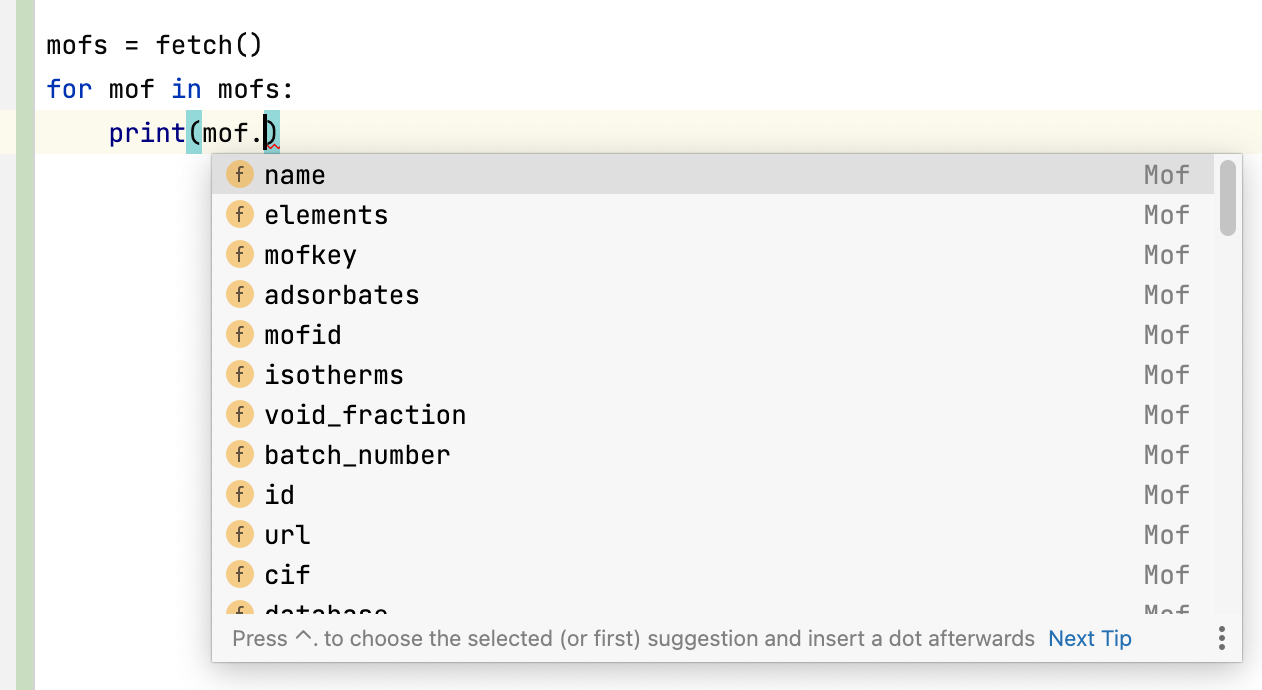 mofs = fetch()
for mof in mofs:
print(mof.)
f name Mof
f elements Mof
f mofkey Mof
f adsorbates Mof
f mofid Mof
f isotherms Mof
f void_fraction Mof
f batch_number Mof
f id Mof
f url Mof
f cif Mof
f database Mof
Press ^. to choose the selected (or first) suggestion and insert a dot afterwards Next Tip